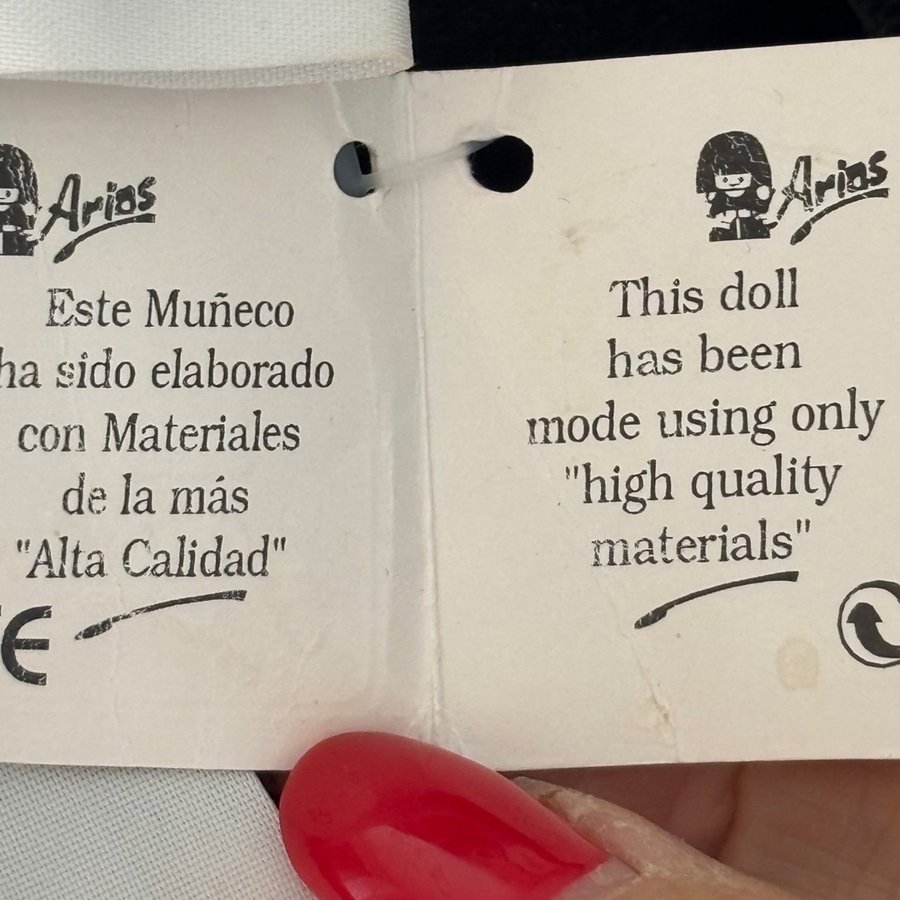 Arias
Este Muñeco
ha sido elaborado
con Materiales
de la más
"Alta Calidad"
CE
Arias
This doll
has been
mode using only
"high quality
materials"